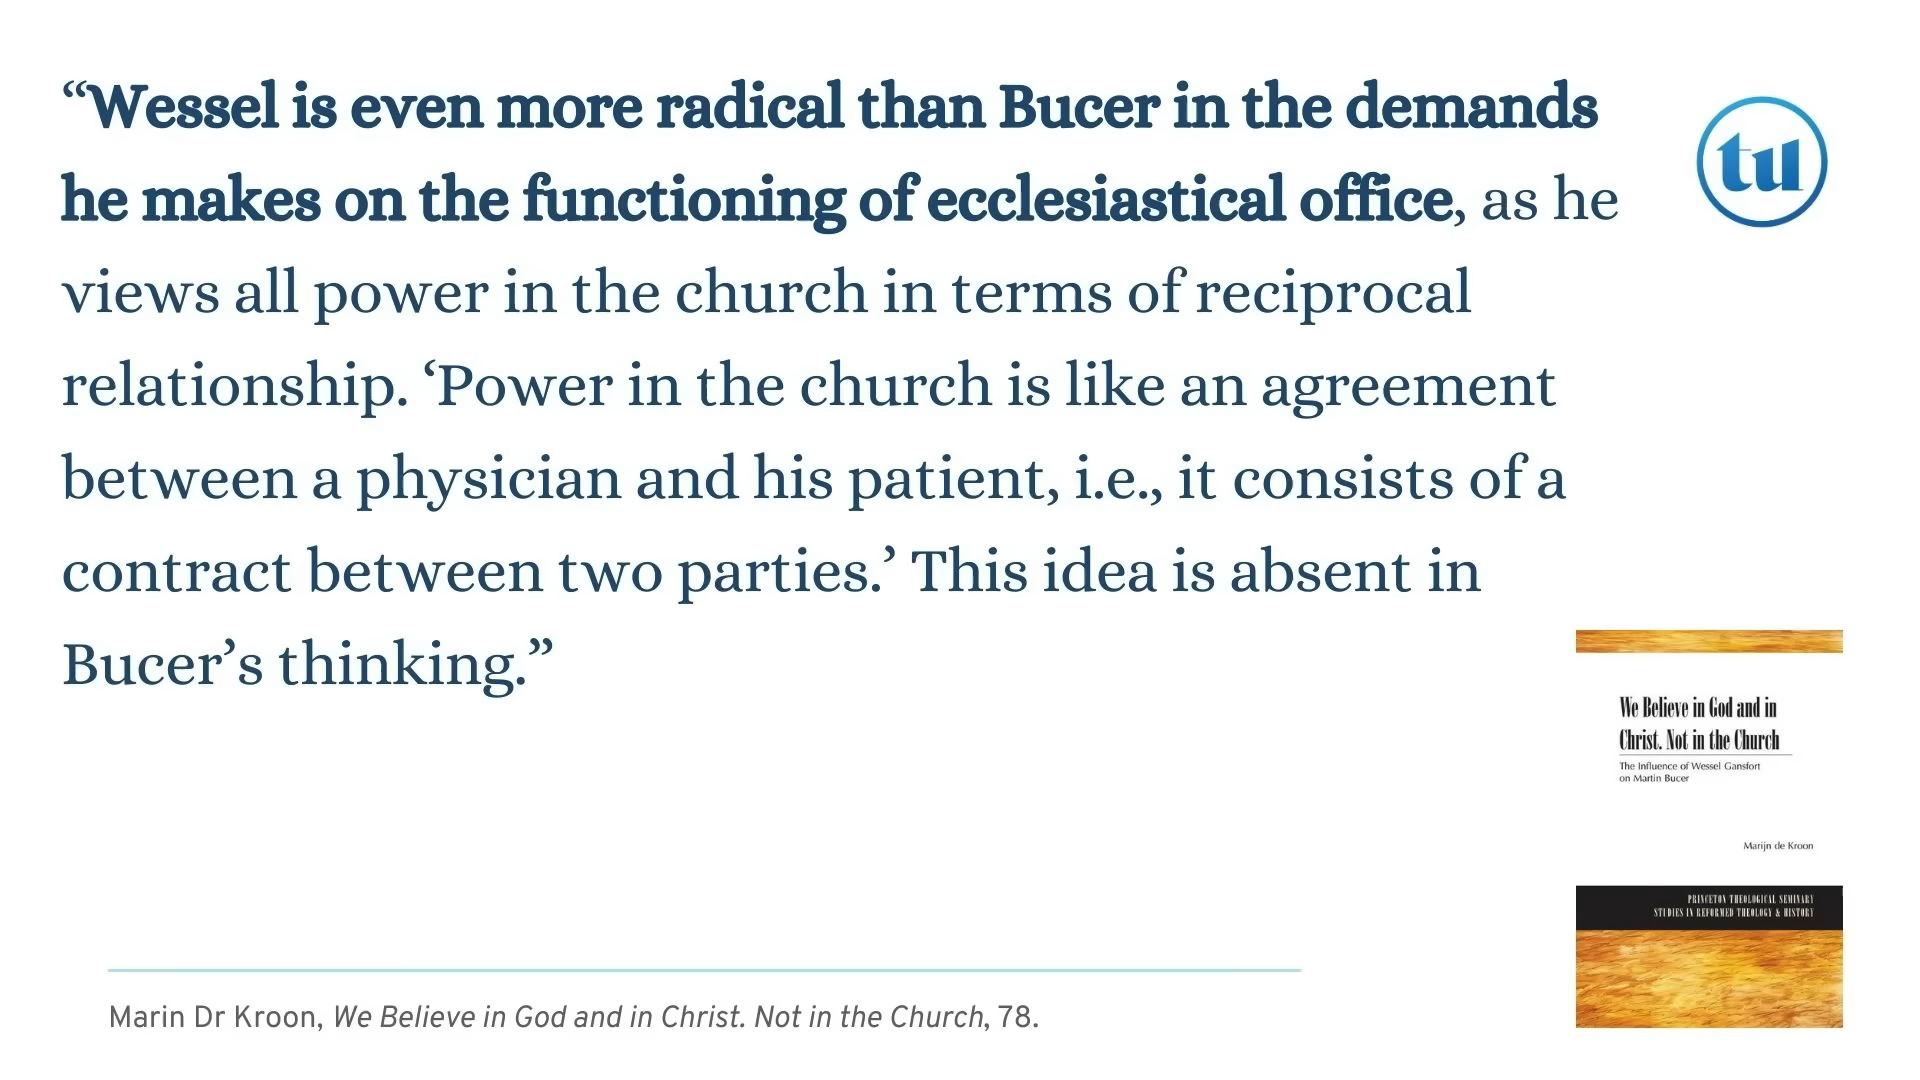 “Wessel is even more radical than Bucer in the demands
he makes on the functioning of ecclesiastical office, as he
views all power in the church in terms of reciprocal
relationship. ‘Power in the church is like an agreement
between a physician and his patient, i.e., it consists of a
contract between two parties.’ This idea is absent in
Bucer’s thinking.”
tu
We Believe in God and in
Christ. Not in the Church
The Influence of Wessel Gansfort
on Martin Bucer
Marijn de Kroon
PRINCETON THEOLOGICAL SEMINARY
STUDIES IN REFORMED THEOLOGY & HISTORY
Marin Dr Kroon, We Believe in God and in Christ. Not in the Church, 78.